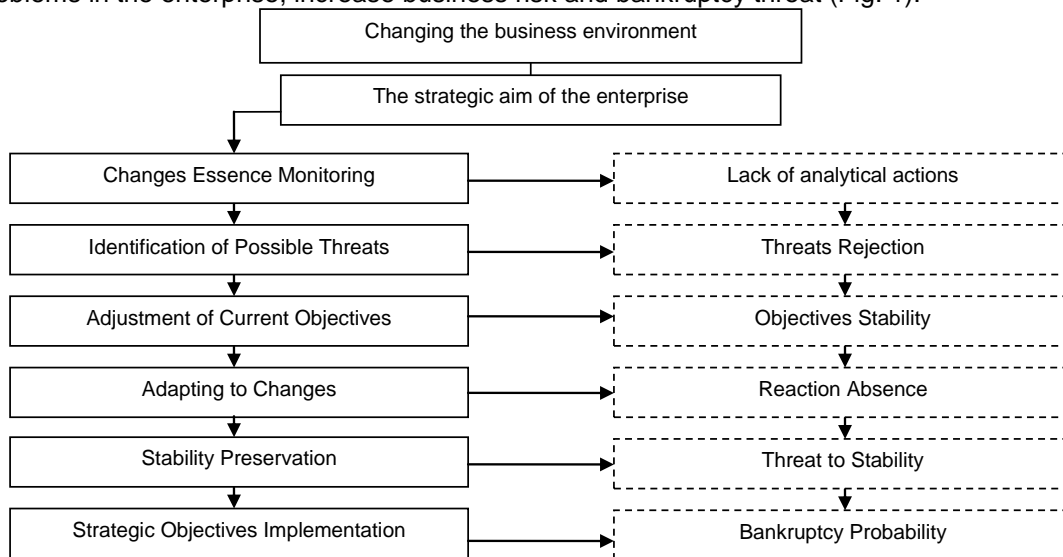 problems in the enterprise, increase business risk and bankruptcy threat (Fig. 1).
Changing the business environment
The strategic aim of the enterprise
Changes Essence Monitoring
Lack of analytical actions
Identification of Possible Threats
Threats Rejection
Adjustment of Current Objectives
Objectives Stability
Adapting to Changes
Reaction Absence
Stability Preservation
Threat to Stability
Strategic Objectives Implementation
Bankruptcy Probability